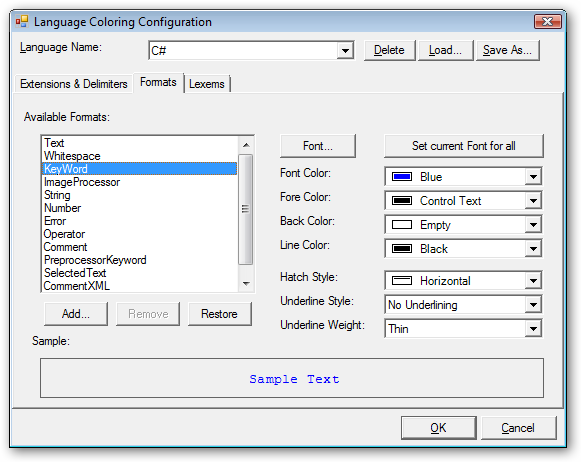 Language Coloring Configuration
Language Name:
C#
Delete
Load...
Save As...
Extensions & Delimiters
Formats
Lexems
Available Formats:
Text
Whitespace
KeyWord
ImageProcessor
String
Number
Error
Operator
Comment
PreprocessorKeyword
SelectedText
CommentXML
Add...
Remove
Restore
Font...
Set current Font for all
Font Color:
Blue
Fore Color:
Control Text
Back Color:
Empty
Line Color:
Black
Hatch Style:
Horizontal
Underline Style:
No Underlining
Underline Weight:
Thin
Sample:
Sample Text
OK
Cancel